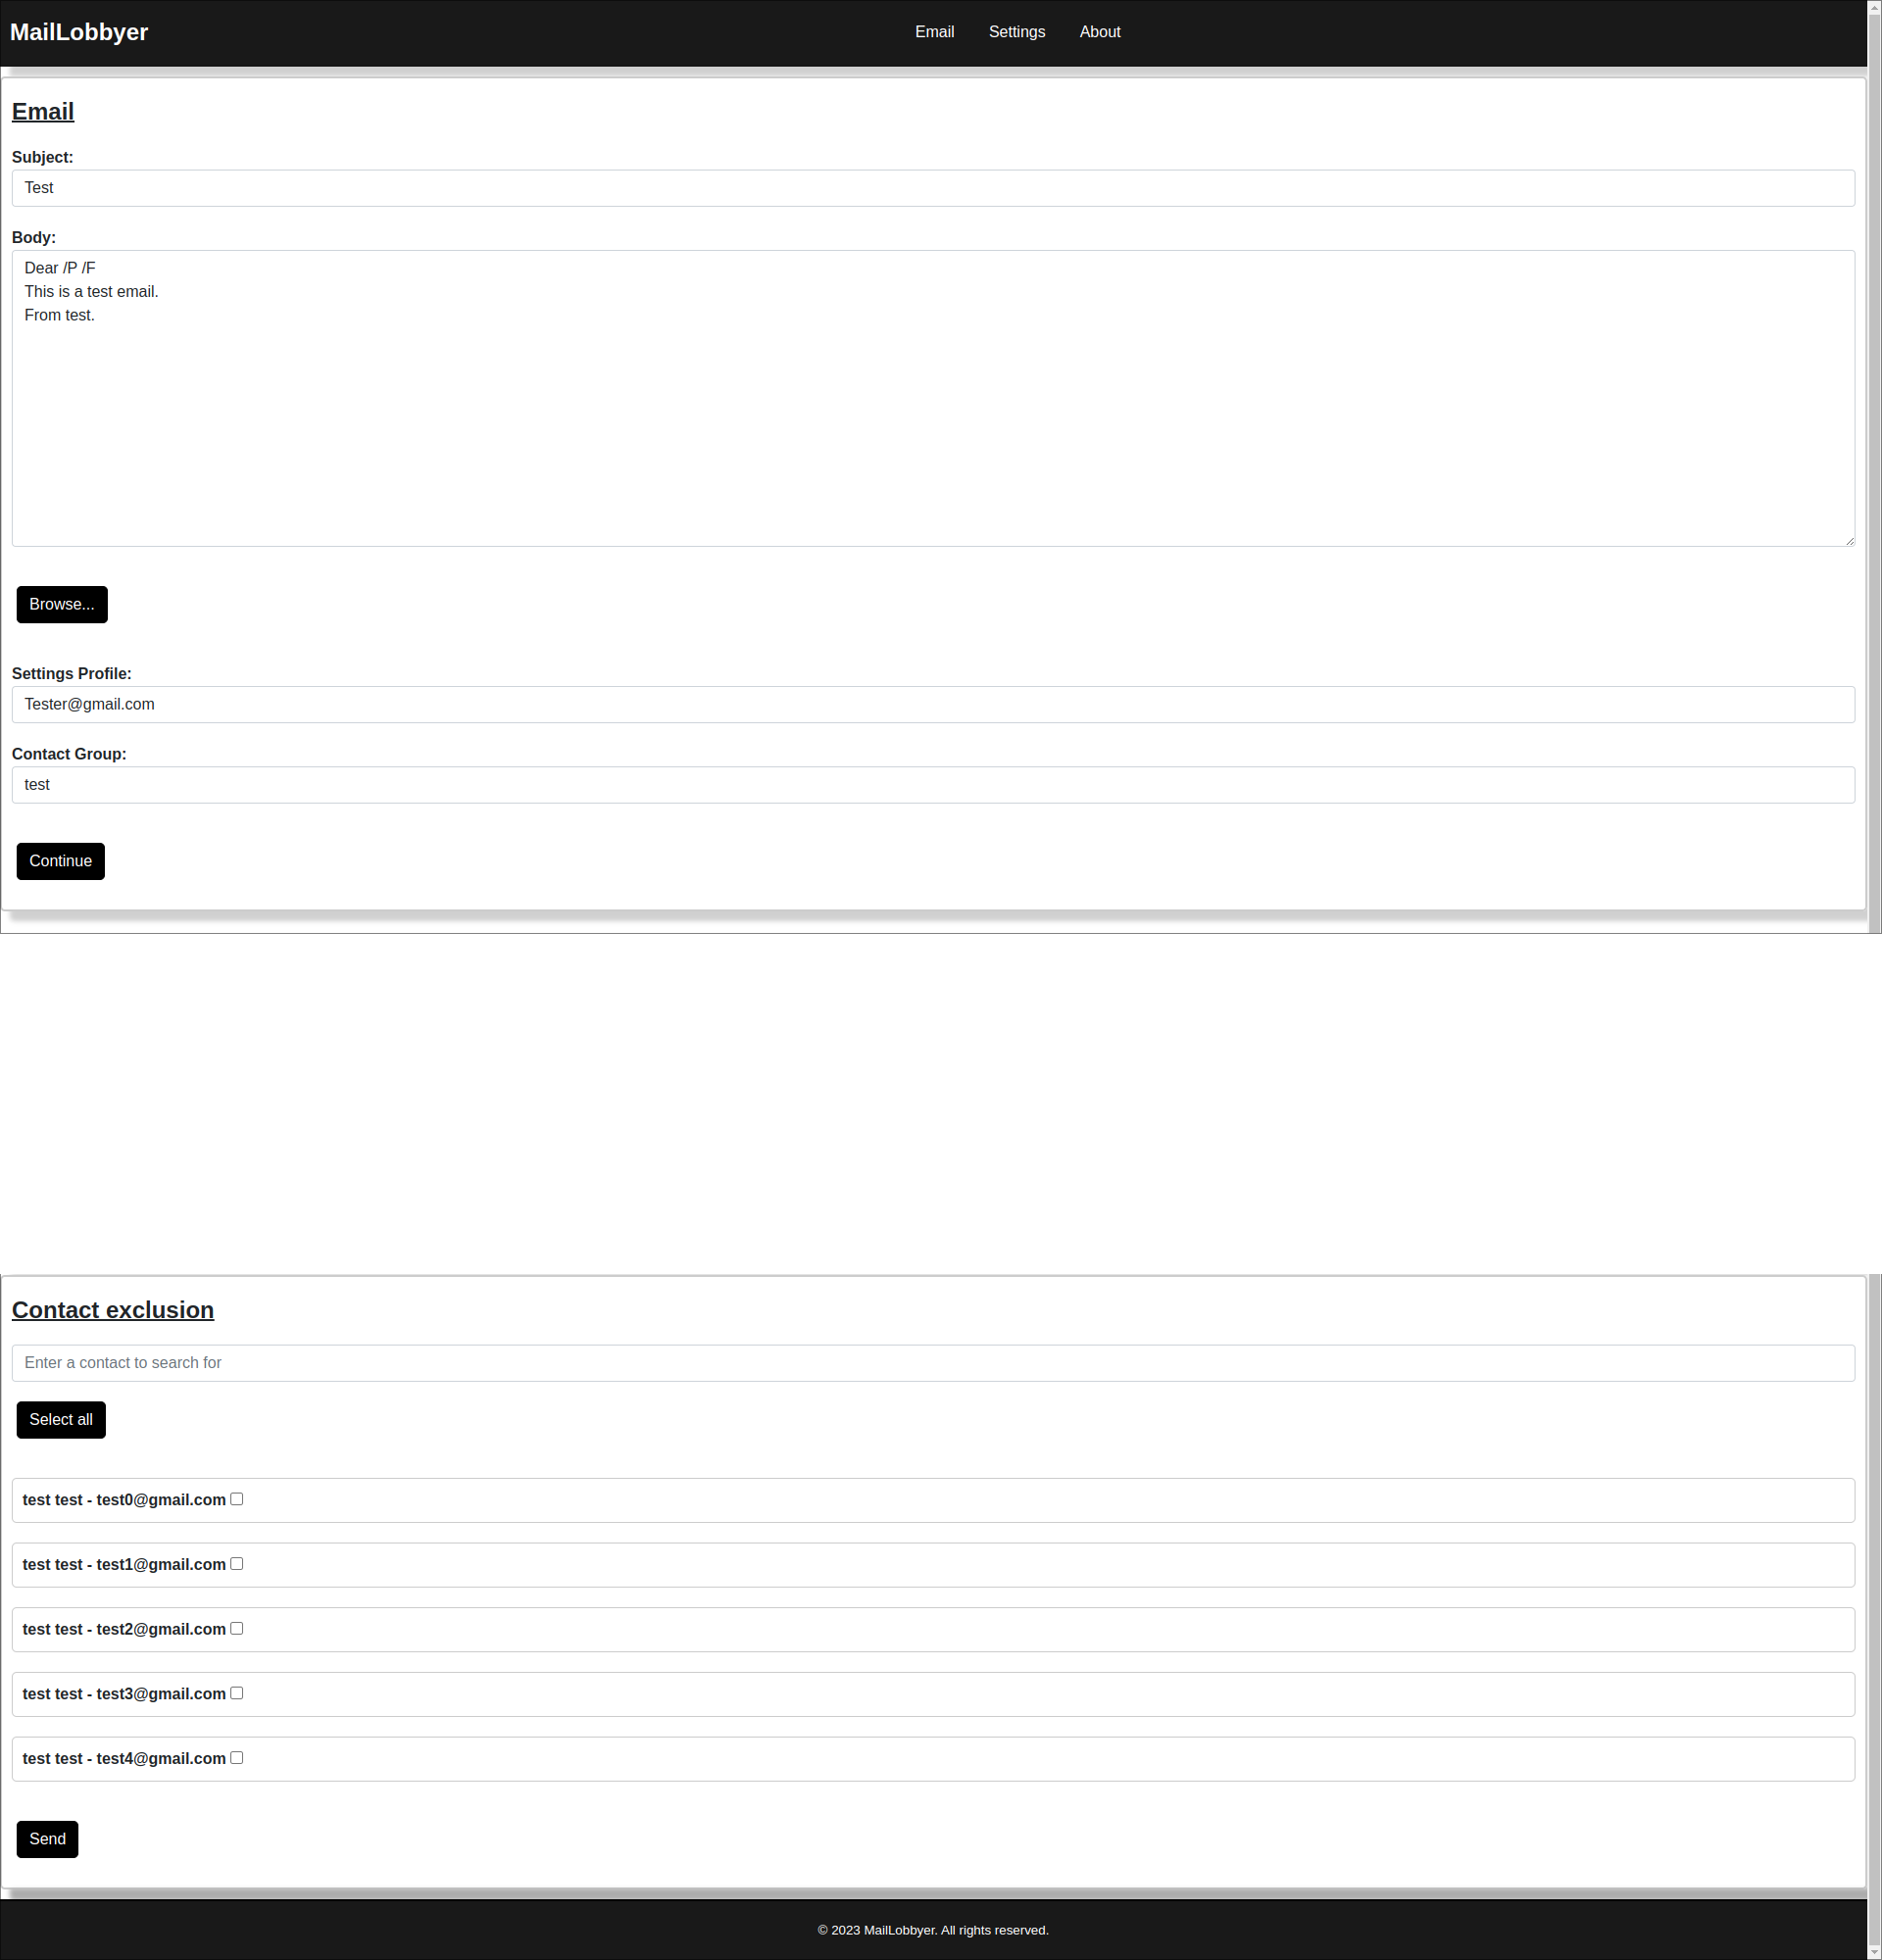 MailLobbyer
Email Settings About
Email
Subject:
Test
Body:
Dear /P /F
This is a test email.
From test.
Browse...
Settings Profile:
Tester@gmail.com
Contact Group:
test
Continue
Contact exclusion
Enter a contact to search for
Select all
test test - test0@gmail.com
test test - test1@gmail.com
test test - test2@gmail.com
test test - test3@gmail.com
test test - test4@gmail.com
Send
© 2023 MailLobbyer. All rights reserved.